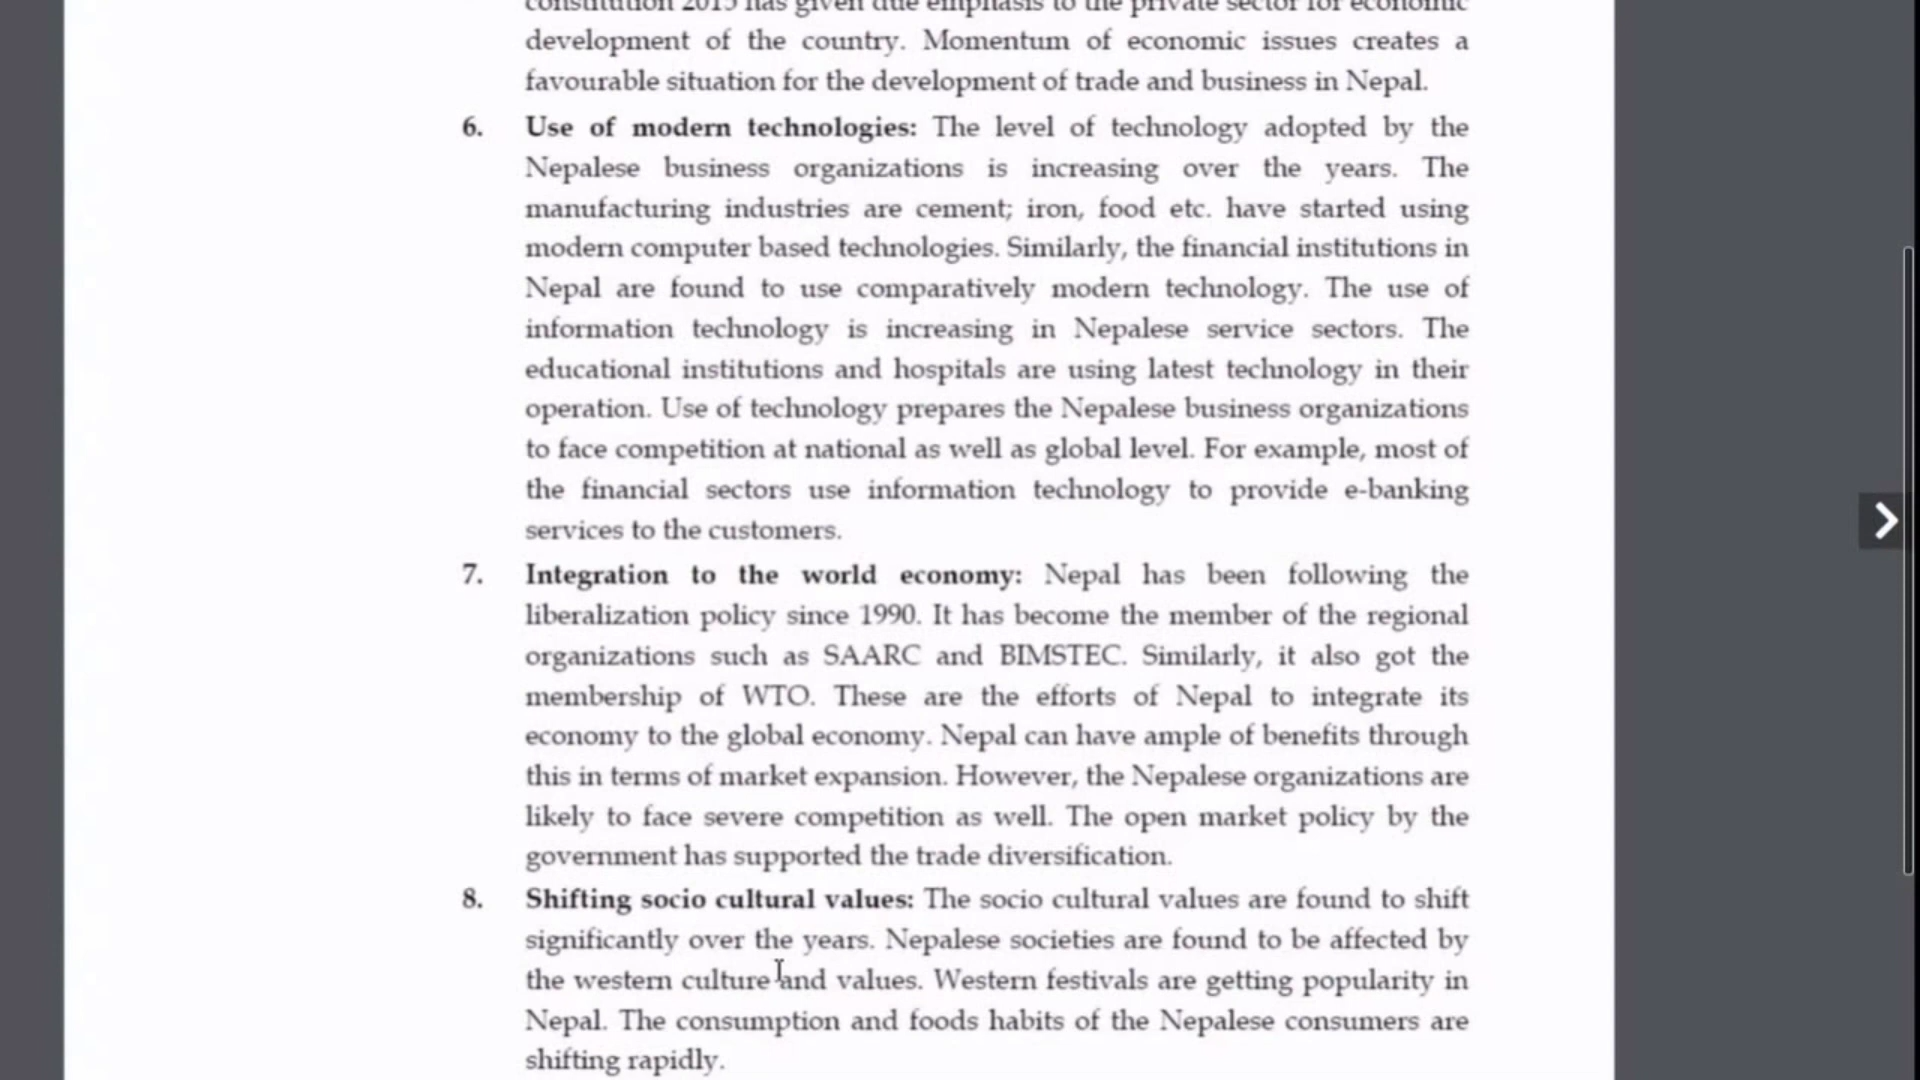 constitution 2015 has given due emphasis to the private sector for economic
development of the country. Momentum of economic issues creates a
favourable situation for the development of trade and business in Nepal.
6. Use of modern technologies: The level of technology adopted by the
Nepalese business organizations is increasing over the years. The
manufacturing industries are cement; iron, food etc. have started using
modern computer based technologies. Similarly, the financial institutions in
Nepal are found to use comparatively modern technology. The use of
information technology is increasing in Nepalese service sectors. The
educational institutions and hospitals are using latest technology in their
operation. Use of technology prepares the Nepalese business organizations
to face competition at national as well as global level. For example, most of
the financial sectors use information technology to provide e-banking
services to the customers.
7. Integration to the world economy: Nepal has been following the
liberalization policy since 1990. It has become the member of the regional
organizations such as SAARC and BIMSTEC. Similarly, it also got the
membership of WTO. These are the efforts of Nepal to integrate its
economy to the global economy. Nepal can have ample of benefits through
this in terms of market expansion. However, the Nepalese organizations are
likely to face severe competition as well. The open market policy by the
government has supported the trade diversification.
8. Shifting socio cultural values: The socio cultural values are found to shift
significantly over the years. Nepalese societies are found to be affected by
the western culture and values. Western festivals are getting popularity in
Nepal. The consumption and foods habits of the Nepalese consumers are
shifting rapidly.